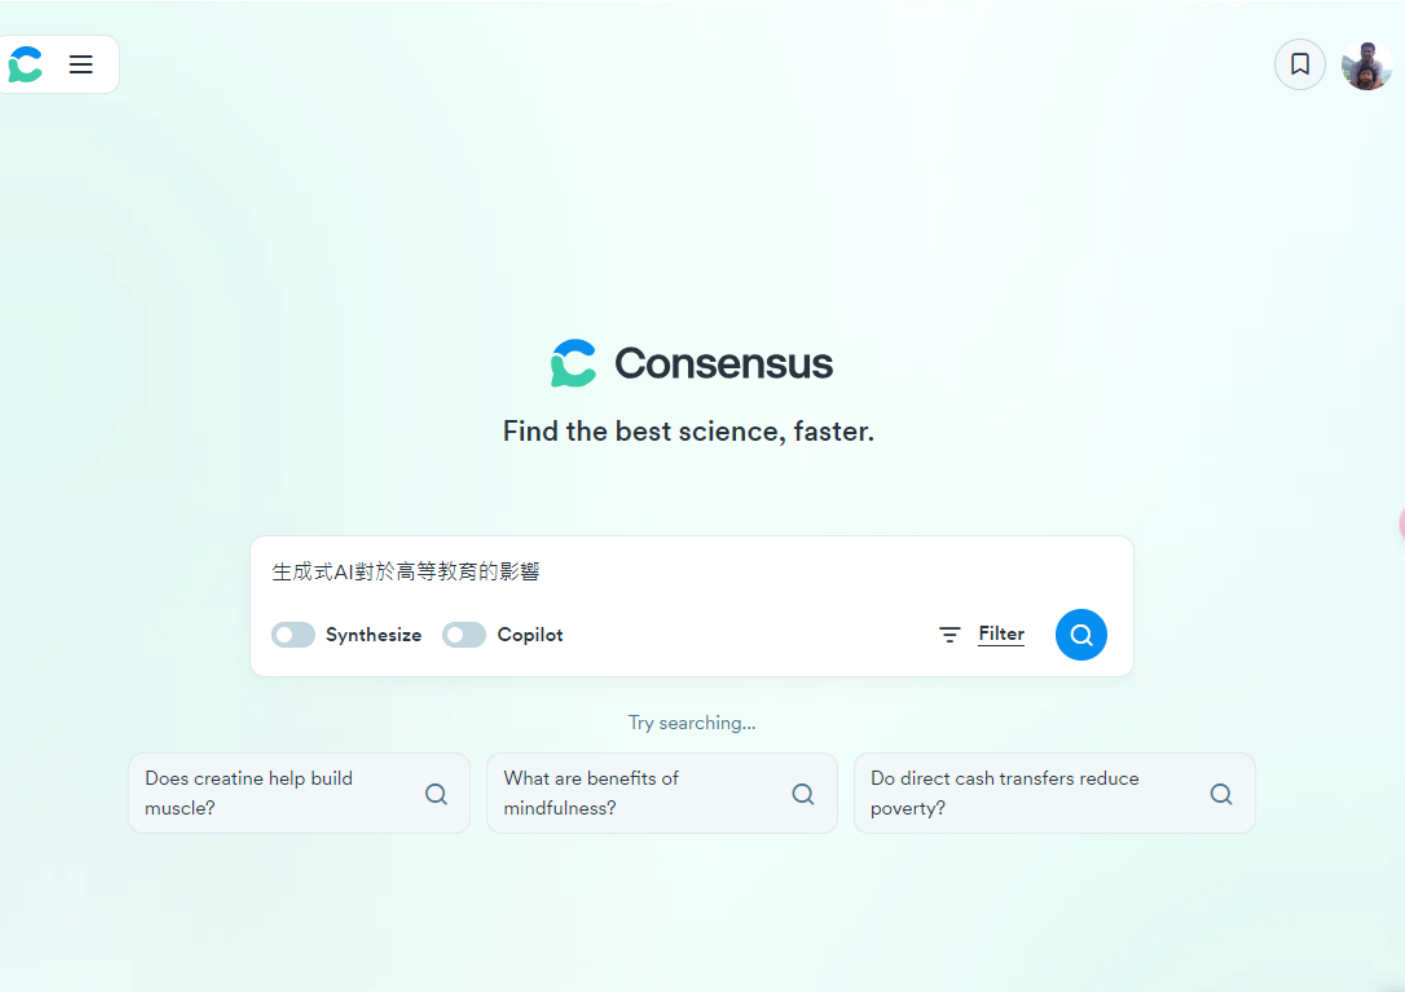 Consensus
Find the best science, faster.
生成式AI對於高等教育的影響
Synthesize
Copilot
Filter
Try searching...
Does creatine help build
muscle?
What are benefits of
mindfulness?
Do direct cash transfers reduce
poverty?